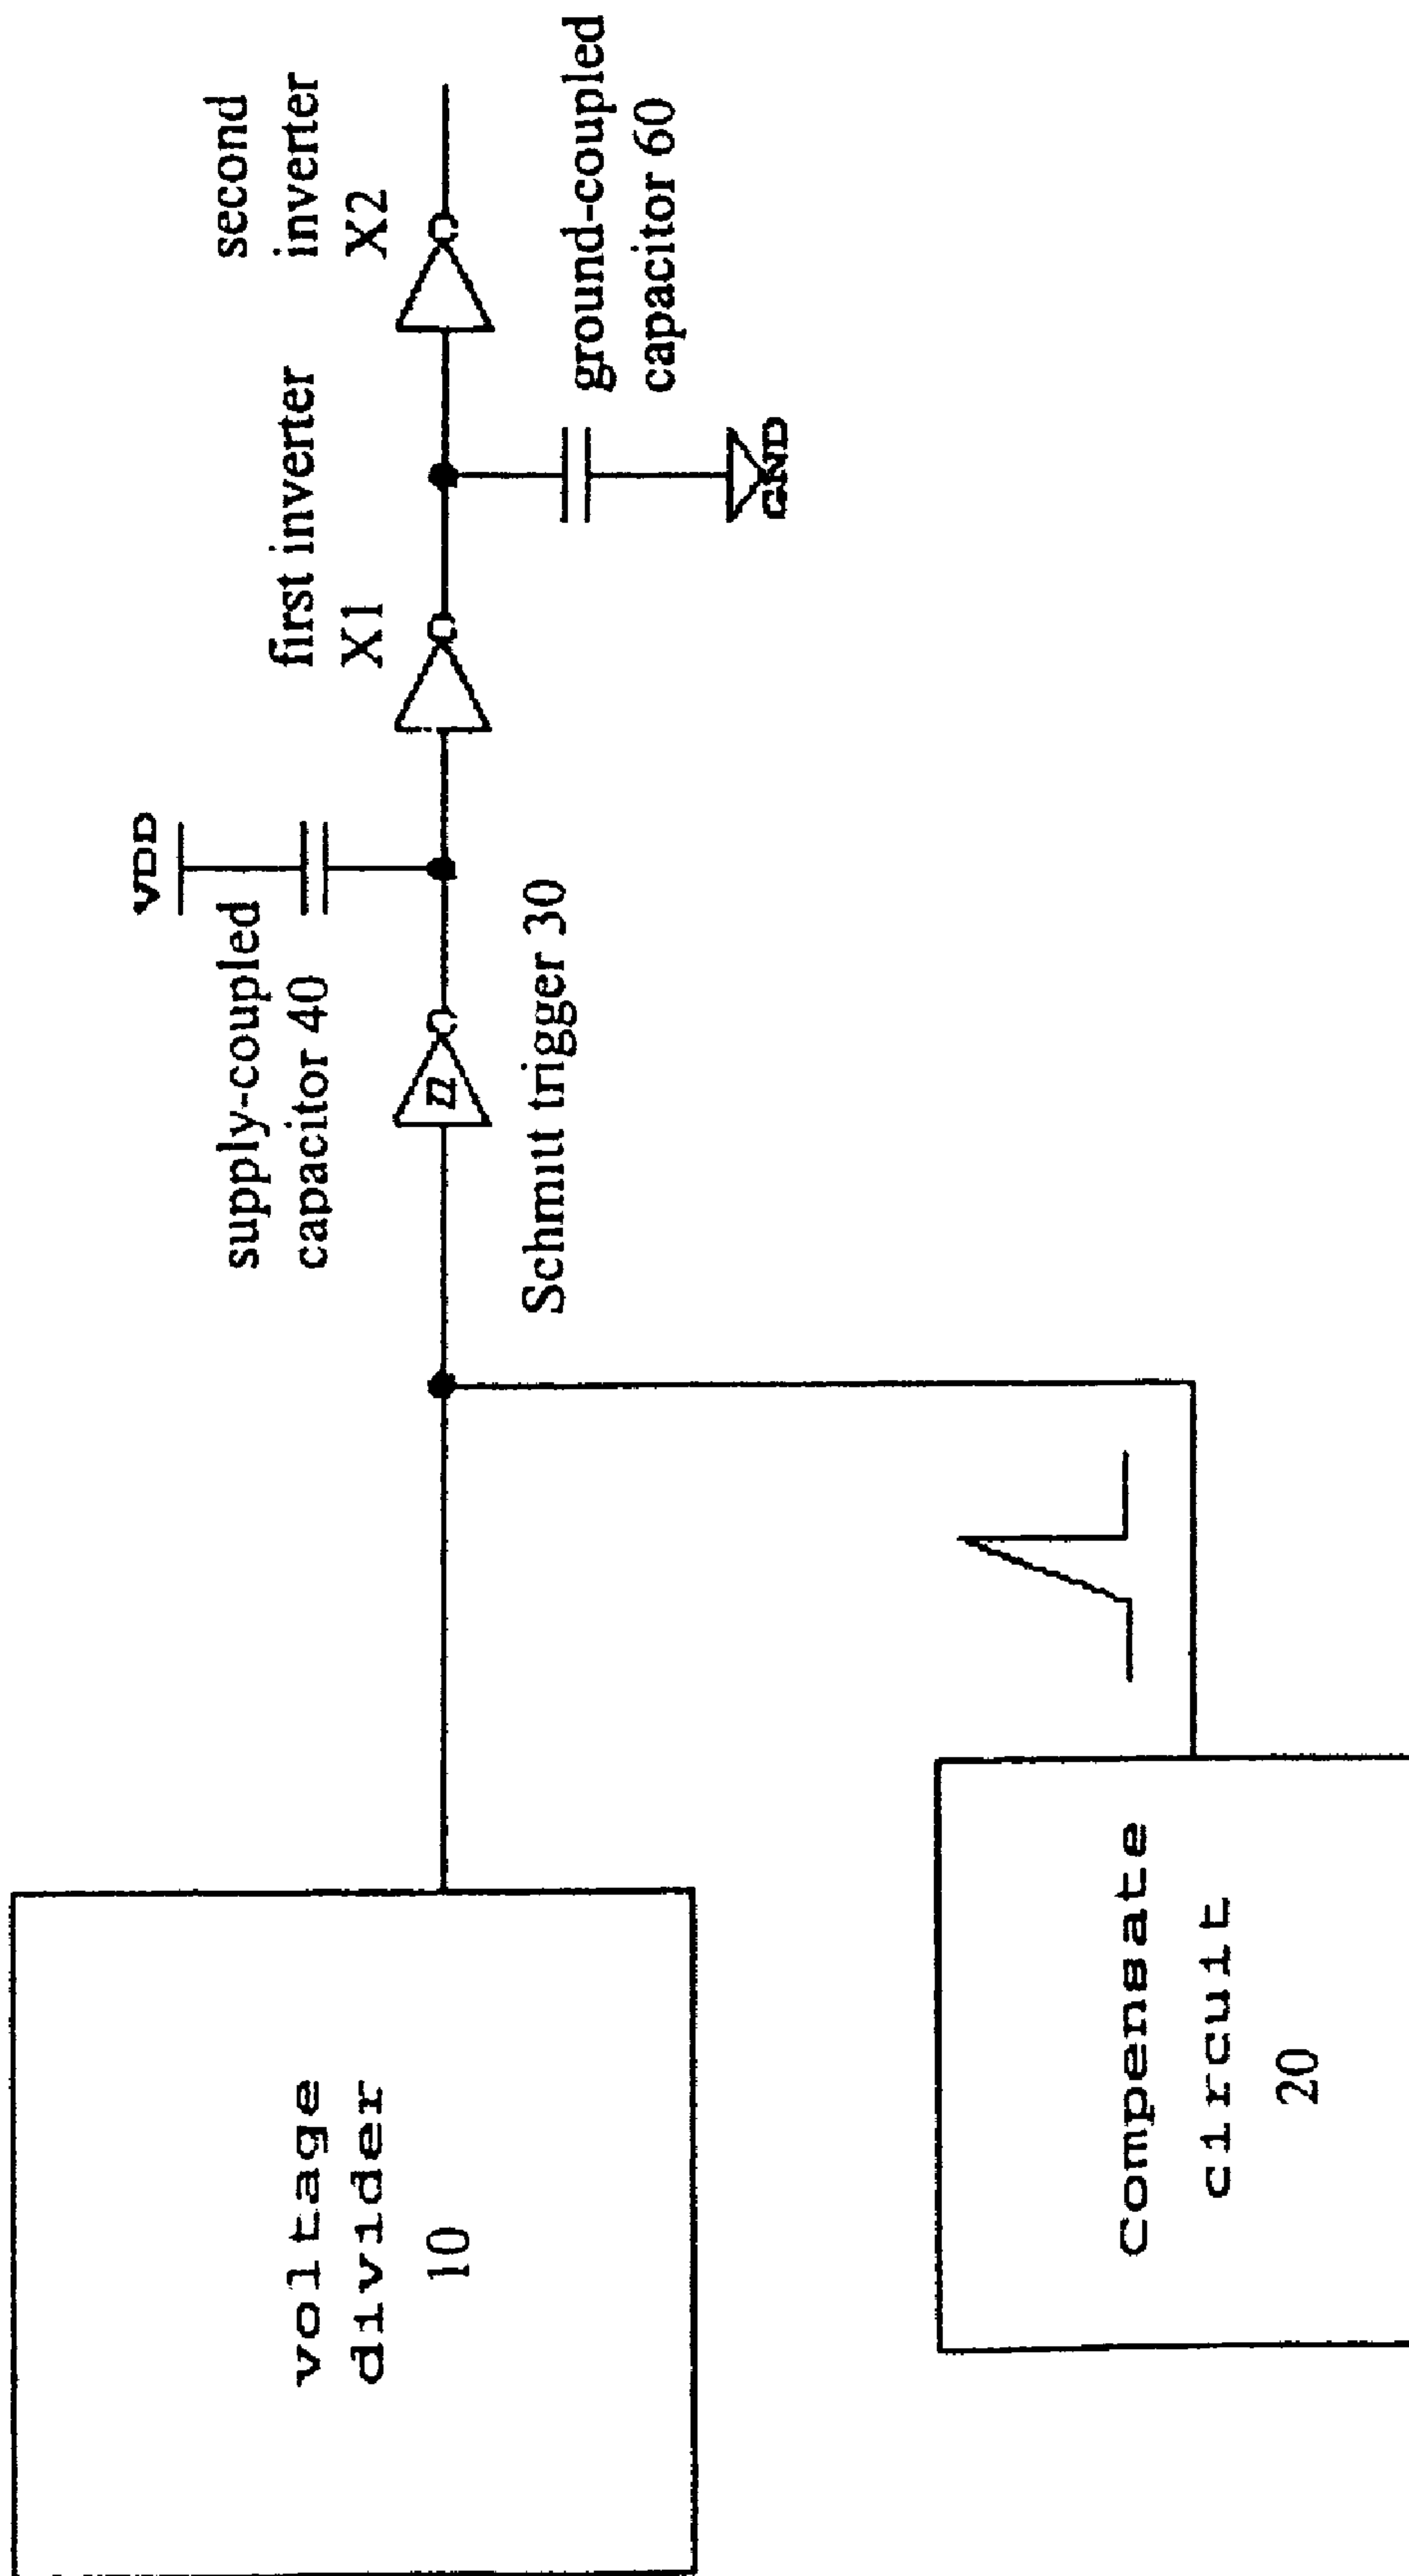 voltage
divider
10
Compensate
circuit
20
Schmitt trigger 30
VDD
supply-coupled
capacitor 40
first inverter
X1
GND
ground-coupled
capacitor 60
second
inverter
X2